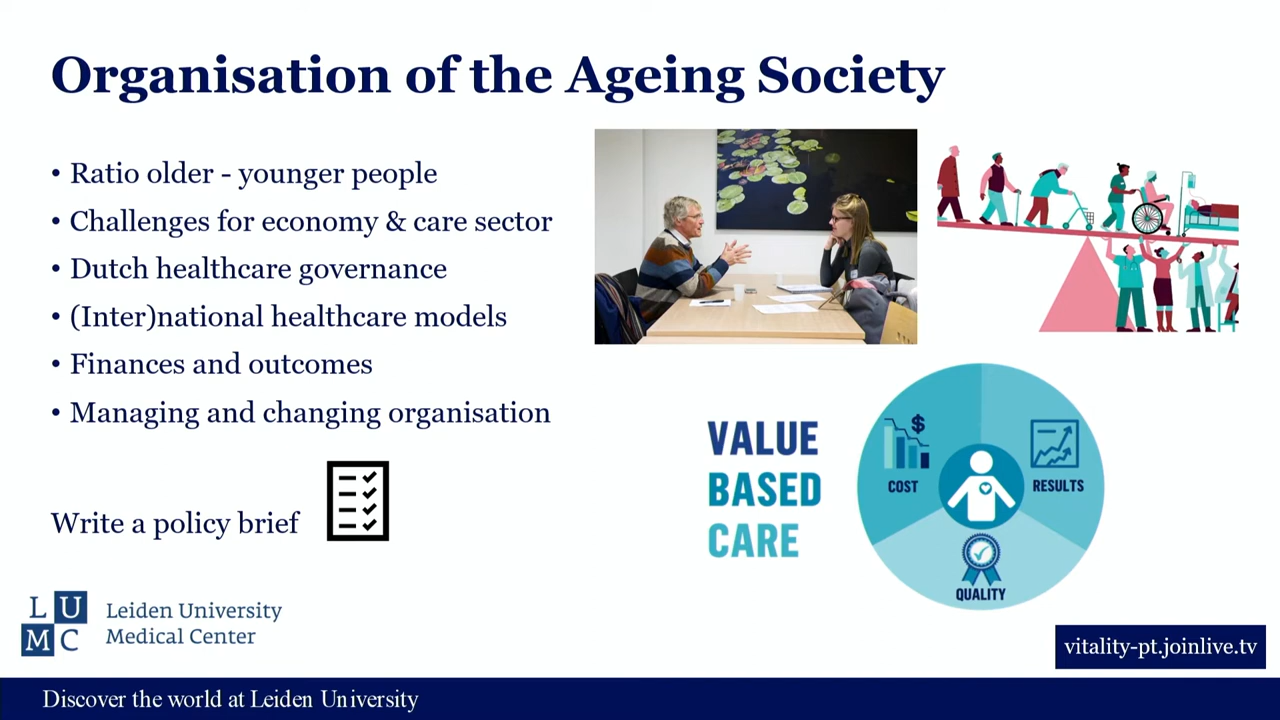 Organisation of the Ageing Society
• Ratio older - younger people
• Challenges for economy & care sector
• Dutch healthcare governance
• (Inter)national healthcare models
• Finances and outcomes
• Managing and changing organisation
Write a policy brief
VALUE
BASED
CARE
$
COST
RESULTS
QUALITY
L U
M C
Leiden University
Medical Center
vitality-pt.joinlive.tv
Discover the world at Leiden University